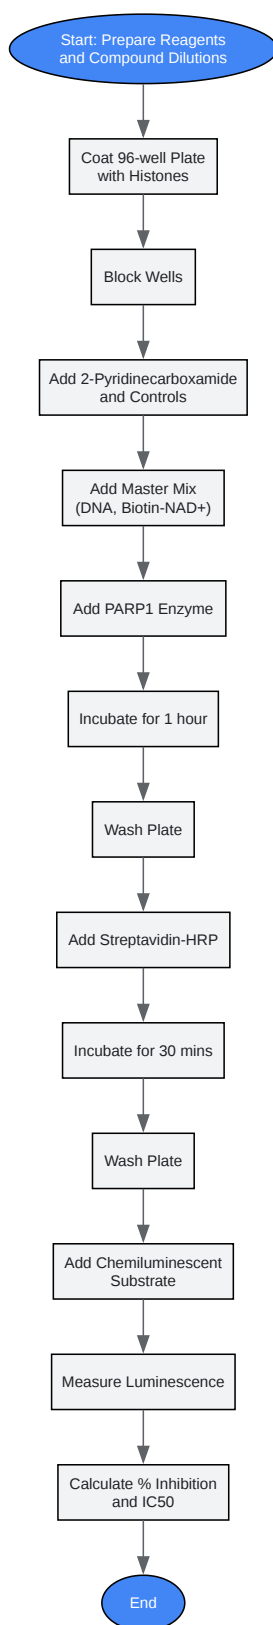 Start: Prepare Reagents
and Compound Dilutions
Coat 96-well Plate
with Histones
Block Wells
Add 2-Pyridinecarboxamide
and Controls
Add Master Mix
(DNA, Biotin-NAD+)
Add PARP1 Enzyme
Incubate for 1 hour
Wash Plate
Add Streptavidin-HRP
Incubate for 30 mins
Wash Plate
Add Chemiluminescent
Substrate
Measure Luminescence
Calculate % Inhibition
and IC50
End